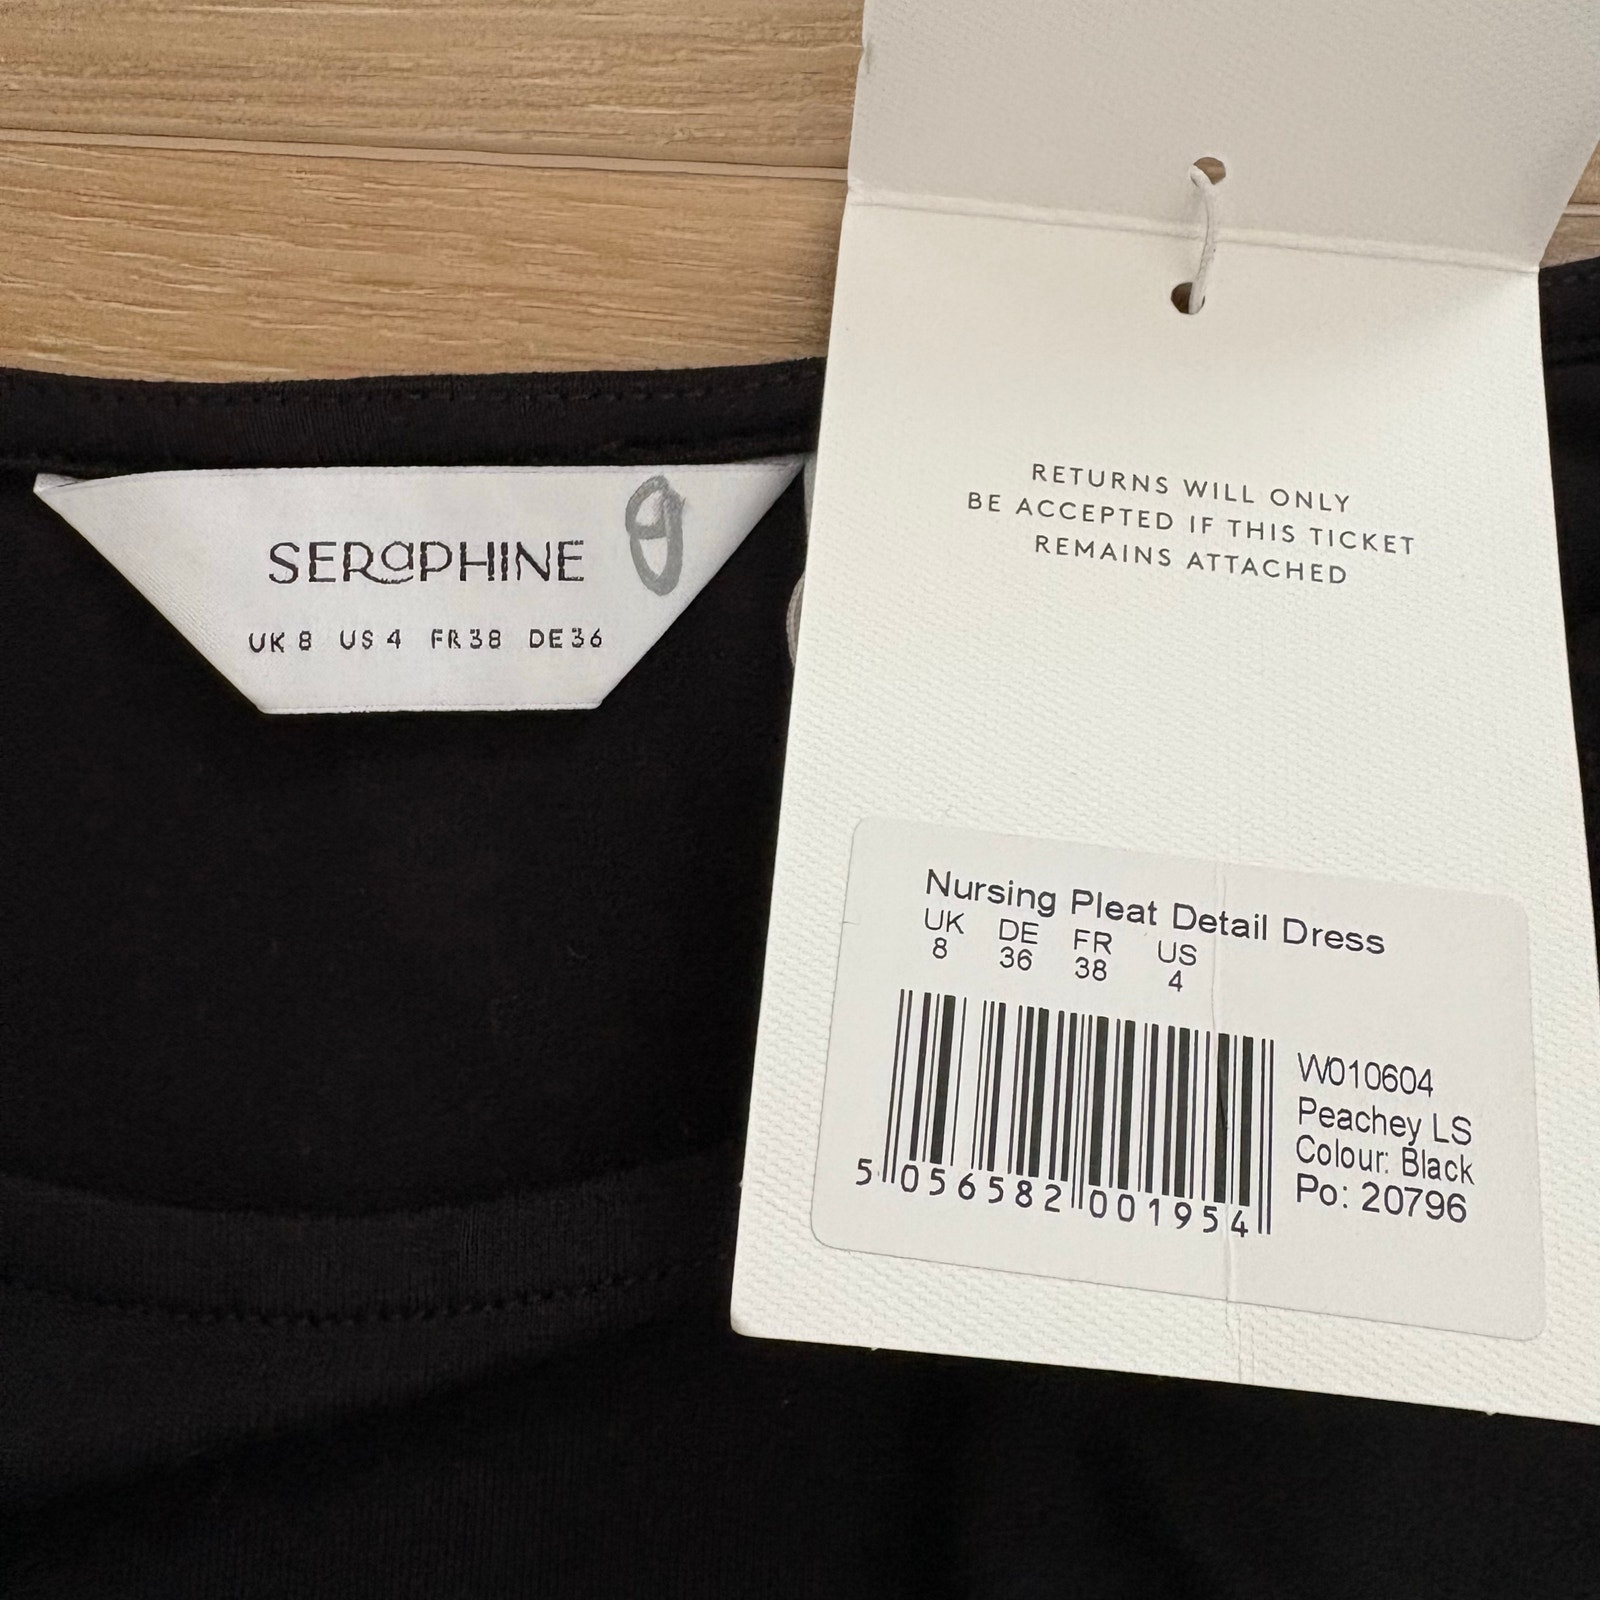 SERAPHINE
UK 8 US 4 FR 38 DE 36
RETURNS WILL ONLY
BE ACCEPTED IF THIS TICKET
REMAINS ATTACHED
Nursing Pleat Detail Dress
UK DE FR US
8 36 38 4
5 056582 001954
W010604
Peachey LS
Colour: Black
Po: 20796